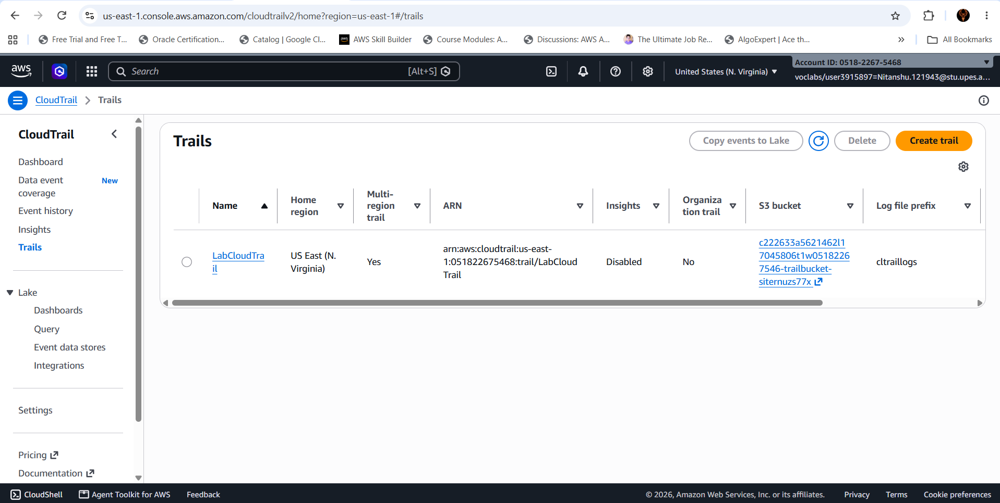 us-east-1.console.aws.amazon.com/cloudtrailv2/home?region=us-east-1#/trails
Free Trial and Free T...
Oracle Certification...
Catalog | Google Cl...
aws
AWS Skill Builder
Course Modules: A...
Discussions: AWS A...
The Ultimate Job Re...
AlgoExpert | Ace th...
»
All Bookmarks
aws
Search
[Alt+S]
United States (N. Virginia)
Account ID: 0518-2267-5468
voclabs/user3915897=Nitanshu.121943@stu.upes.a...
CloudTrail
Trails
CloudTrail
Dashboard
Data event
coverage
New
Event history
Insights
Trails
Lake
Dashboards
Query
Event data stores
Integrations
Settings
Pricing
Documentation
Trails
Copy events to Lake
Delete
Create trail
Name
Home
region
Multi-
region
trail
ARN
Insights
Organiza
tion trail
S3 bucket
Log file prefix
LabCloudTra
il
US East (N.
Virginia)
Yes
arn:aws:cloudtrail:us-east-
1:051822675468:trail/LabCloud
Trail
Disabled
No
c222633a5621462l1
7045806t1w0518226
7546-trailbucket-
siternuzs77x
cltraillogs
CloudShell
Agent Toolkit for AWS
Feedback
© 2026, Amazon Web Services, Inc. or its affiliates.
Privacy
Terms
Cookie preferences